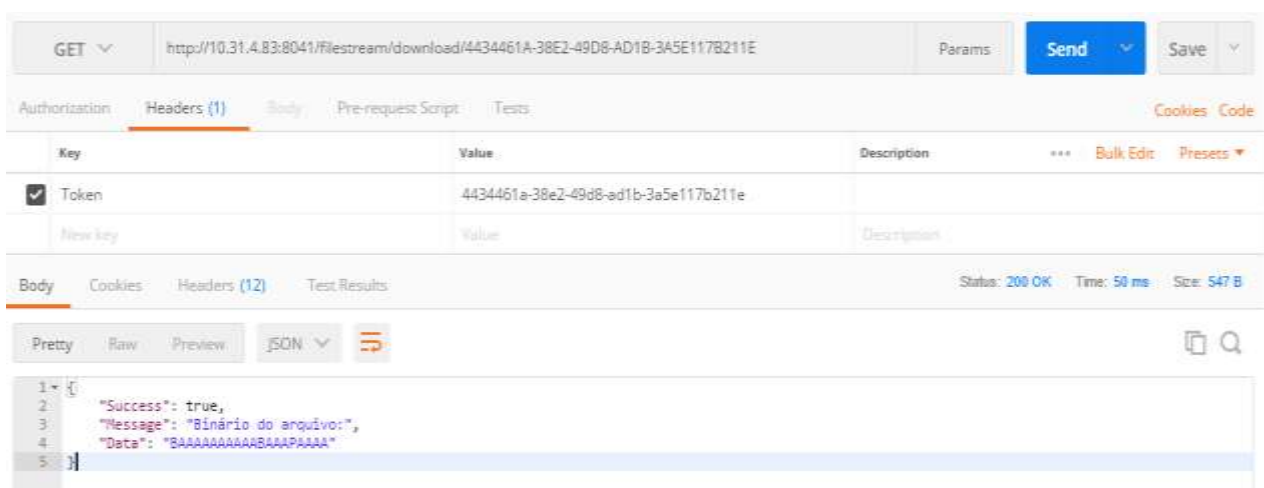 GET http://10.31.4.83:8041/filestream/download/4434461A-38E2-49D8-AD1B-3A5E117B211E Params Send Save
Authorization Headers (1) Body Pre-request Script Tests Cookies Code
Key Value Description ••• Bulk Edit Presets
Token 4434461a-38e2-49d8-ad1b-3a5e117b211e
New key Value Description
Body Cookies Headers (12) Test Results Status: 200 OK Time: 50 ms Size: 547 B
Pretty Raw Preview JSON
1 {
2 "Success": true,
3 "Message": "Binário do arquivo:",
4 "Data": "BAAAAAAAAAABAAAPAAAA"
5 }